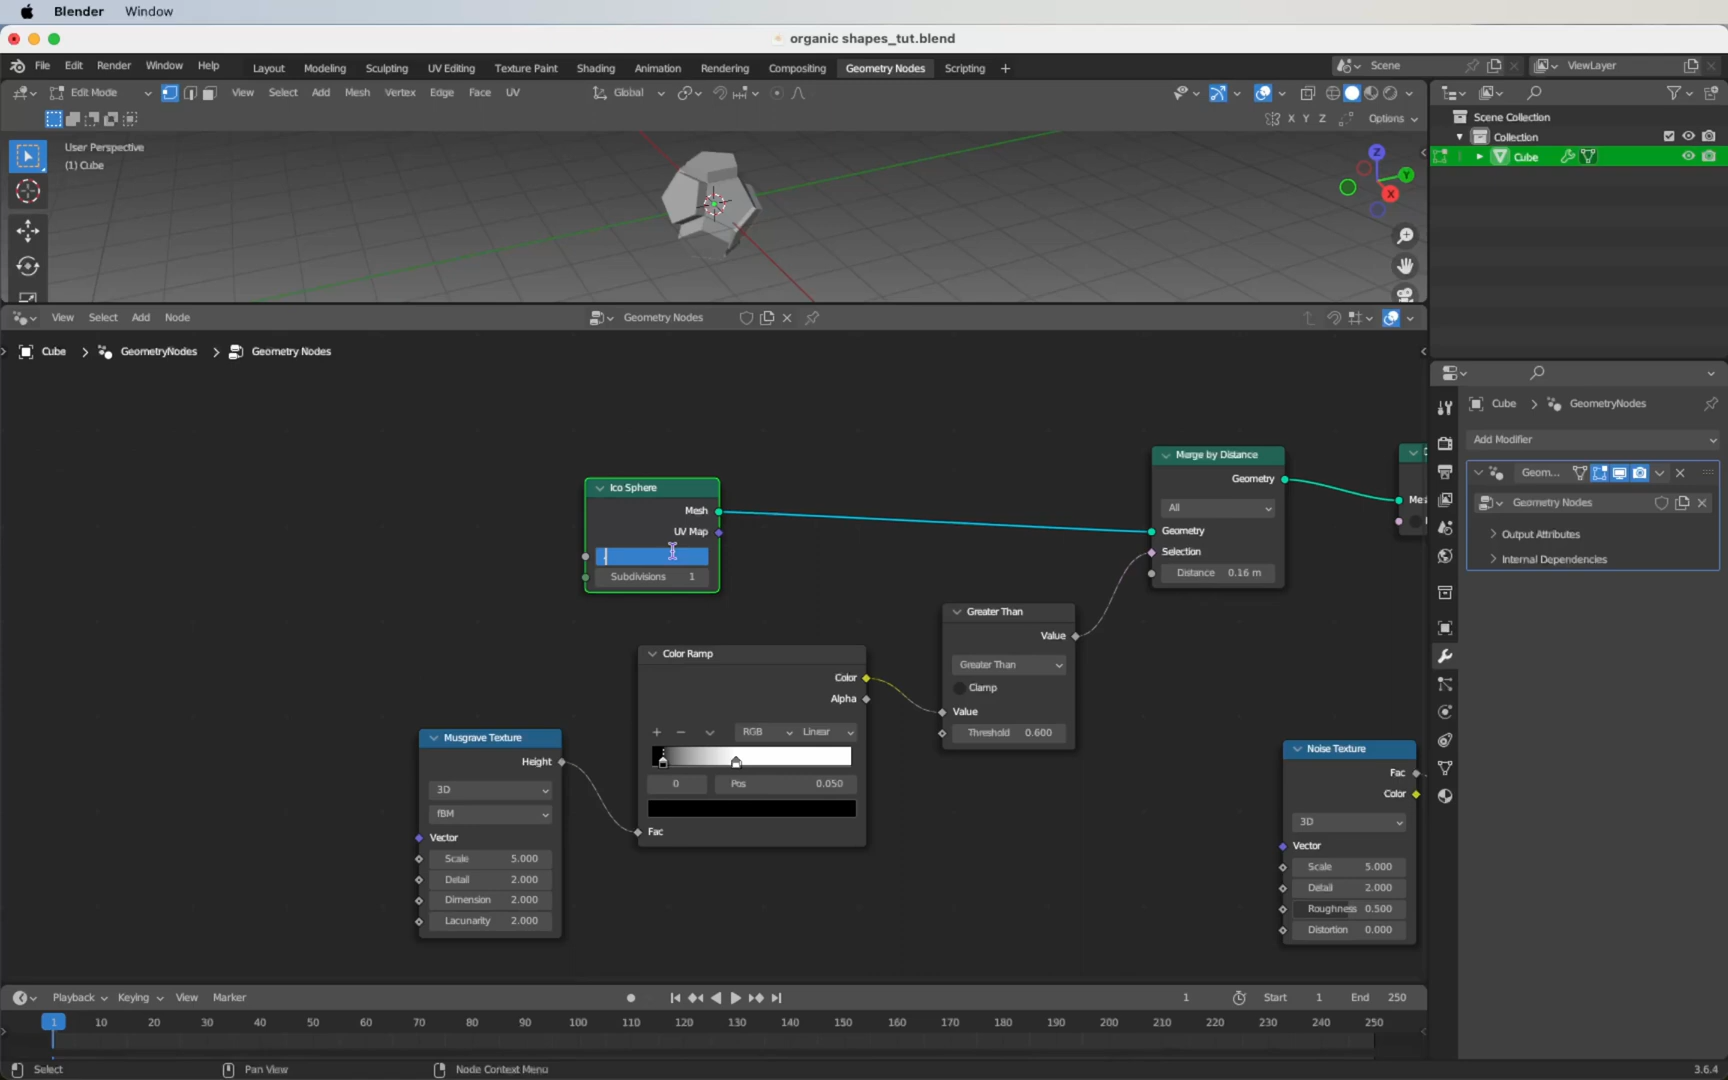 Blender Window
organic shapes_tut.blend
File Edit Render Window Help Layout Modeling Sculpting UV Editing Texture Paint Shading Animation Rendering Compositing Geometry Nodes Scripting + Scene ViewLayer
Edit Mode View Select Add Mesh Vertex Edge Face UV Global
X Y Z Options
User Perspective
(1) Cube
Z
Y
X
Scene Collection
Collection
Cube
View Select Add Node Geometry Nodes
Cube > GeometryNodes > Geometry Nodes
Cube > GeometryNodes
Add Modifier
Geom...
Geometry Nodes
Output Attributes
Internal Dependencies
Ico Sphere
Mesh
UV Map
Subdivisions 1
Merge by Distance
Geometry
All
Geometry
Selection
Distance 0.16 m
Mes
Greater Than
Value
Greater Than
Clamp
Value
Threshold 0.600
Color Ramp
Color
Alpha
+ − RGB Linear
0 Pos 0.050
Fac
Musgrave Texture
Height
3D
fBM
Vector
Scale 5.000
Detail 2.000
Dimension 2.000
Lacunarity 2.000
Noise Texture
Fac
Color
3D
Vector
Scale 5.000
Detail 2.000
Roughness 0.500
Distortion 0.000
Playback Keying View Marker 1 Start 1 End 250
1 10 20 30 40 50 60 70 80 90 100 110 120 130 140 150 160 170 180 190 200 210 220 230 240 250
Select Pan View Node Context Menu 3.6.4